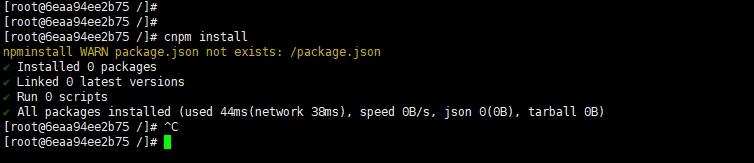 [root@6eaa94ee2b75 /]#
[root@6eaa94ee2b75 /]#
[root@6eaa94ee2b75 /]# cnpm install
npminstall WARN package.json not exists: /package.json
✔ Installed 0 packages
✔ Linked 0 latest versions
✔ Run 0 scripts
✔ All packages installed (used 44ms(network 38ms), speed 0B/s, json 0(0B), tarball 0B)
[root@6eaa94ee2b75 /]# ^C
[root@6eaa94ee2b75 /]#